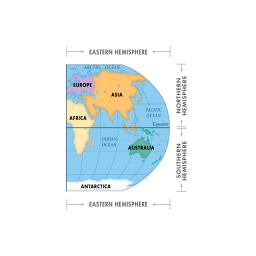 EASTERN HEMISPHERE
ARCTIC OCEAN
EUROPE
ASIA
PACIFIC
OCEAN
AFRICA
Equator
INDIAN
OCEAN
AUSTRALIA
ANTARCTICA
EASTERN HEMISPHERE
NORTHERN
HEMISPHERE
SOUTHERN
HEMISPHERE